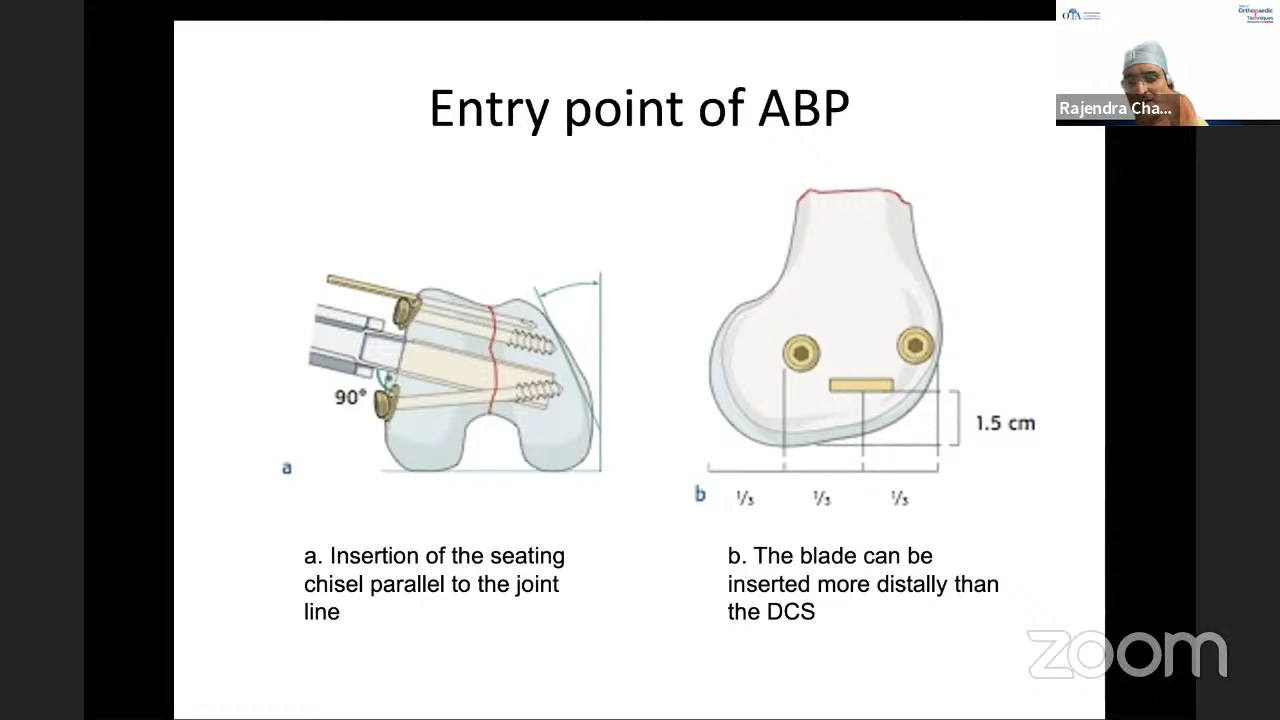 OTA
Orthopaedic
Techniques
Rajendra Cha...
Entry point of ABP
90°
a
1.5 cm
b
⅓ ⅓ ⅓
a. Insertion of the seating
chisel parallel to the joint
line
b. The blade can be
inserted more distally than
the DCS
zoom